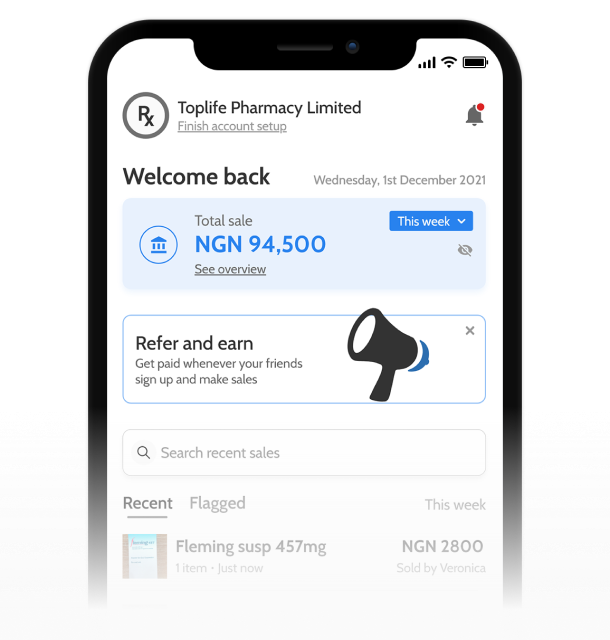 Rx
Toplife Pharmacy Limited
Finish account setup
Welcome back
Wednesday, 1st December 2021
Total sale
This week
NGN 94,500
See overview
Refer and earn
Get paid whenever your friends
sign up and make sales
Search recent sales
Recent Flagged This week
Fleming susp 457mg NGN 2800
1 item • Just now Sold by Veronica